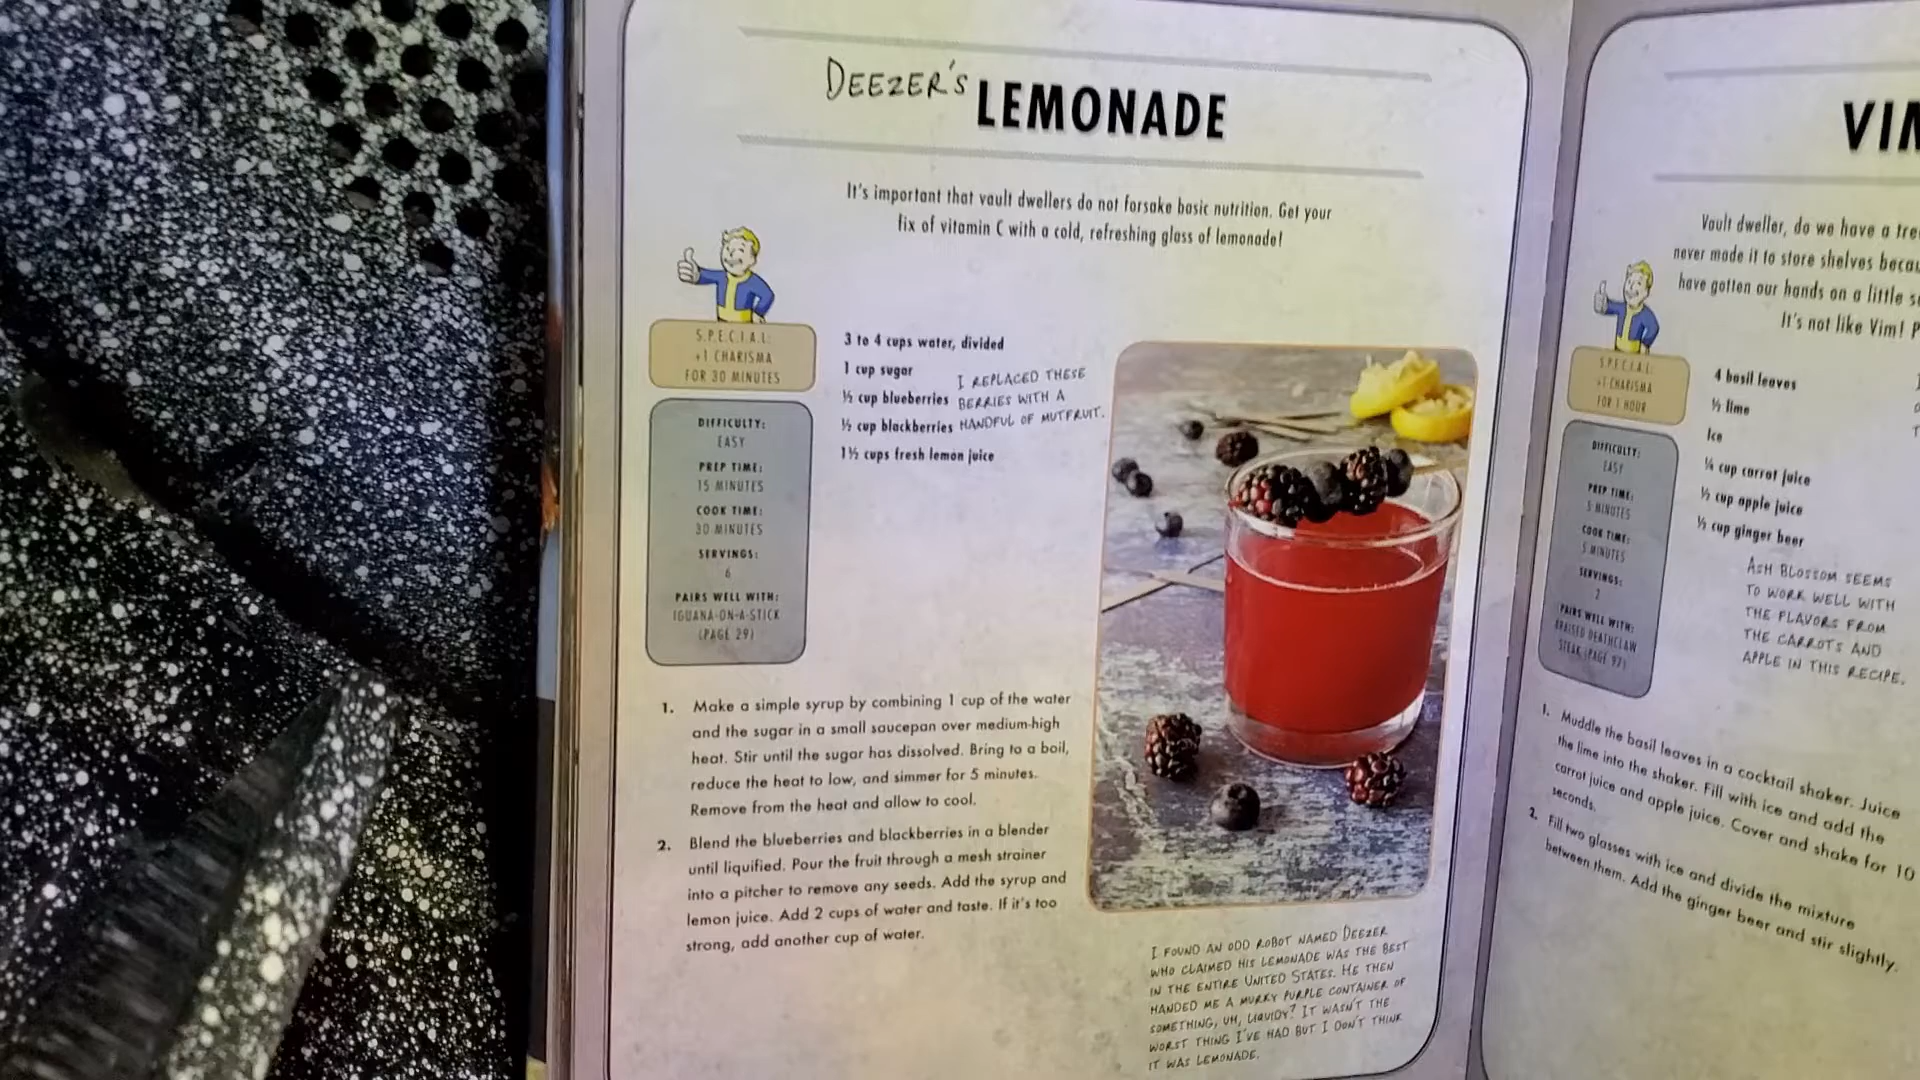 DEEZER'S LEMONADE
It's important that vault dwellers do not forsake basic nutrition. Get your
fix of vitamin C with a cold, refreshing glass of lemonade!
S.P.E.C.I.A.L:
+1 CHARISMA
FOR 30 MINUTES
DIFFICULTY:
EASY
PREP TIME:
15 MINUTES
COOK TIME:
30 MINUTES
SERVINGS:
6
PAIRS WELL WITH:
IGUANA-ON-A-STICK
(PAGE 29)
3 to 4 cups water, divided
1 cup sugar
½ cup blueberries
½ cup blackberries
1½ cups fresh lemon juice
I REPLACED THESE
BERRIES WITH A
HANDFUL OF MUTFRUIT.
1. Make a simple syrup by combining 1 cup of the water
and the sugar in a small saucepan over medium-high
heat. Stir until the sugar has dissolved. Bring to a boil,
reduce the heat to low, and simmer for 5 minutes.
Remove from the heat and allow to cool.
2. Blend the blueberries and blackberries in a blender
until liquified. Pour the fruit through a mesh strainer
into a pitcher to remove any seeds. Add the syrup and
lemon juice. Add 2 cups of water and taste. If it's too
strong, add another cup of water.
I FOUND AN ODD ROBOT NAMED DEEZER
WHO CLAIMED HIS LEMONADE WAS THE BEST
IN THE ENTIRE UNITED STATES. HE THEN
HANDED ME A MURKY PURPLE CONTAINER OF
SOMETHING, UH, LIQUIDY? IT WASN'T THE
WORST THING I'VE HAD BUT I DON'T THINK
IT WAS LEMONADE.
VIM
Vault dweller, do we have a
never made it to store shelves
have gotten our hands on a little
It's not like Vim!
S.P.E.C.I.A.L:
+1 CHARISMA
FOR 1 HOUR
DIFFICULTY:
EASY
PREP TIME:
5 MINUTES
COOK TIME:
5 MINUTES
SERVINGS:
2
PAIRS WELL WITH:
BRAISED DEATHCLAW
STEAK (PAGE 97)
4 basil leaves
½ lime
Ice
¼ cup carrot juice
½ cup apple juice
½ cup ginger beer
ASH BLOSSOM SEEMS
TO WORK WELL WITH
THE FLAVORS FROM
THE CARROTS AND
APPLE IN THIS RECIPE.
1. Muddle the basil leaves in a cocktail shaker. Juice
the lime into the shaker. Fill with ice and add the
carrot juice and apple juice. Cover and shake for 10
seconds.
2. Fill two glasses with ice and divide the mixture
between them. Add the ginger beer and stir slightly.